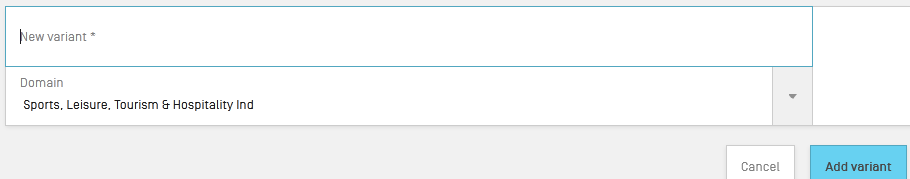 New variant *
Domain
Sports, Leisure, Tourism & Hospitality Ind
Cancel
Add variant